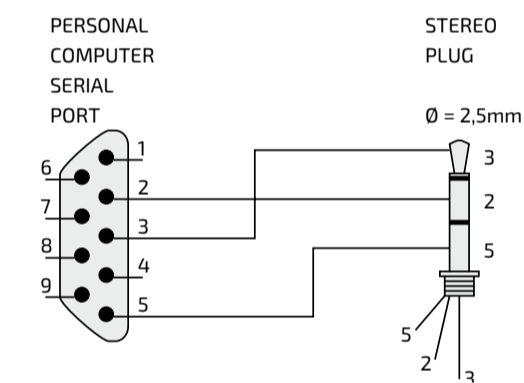 PERSONAL
COMPUTER
SERIAL
PORT
STEREO
PLUG
Ø = 2,5mm
1
6
2
7
3
8
4
9
5
3
2
5
5
2
3